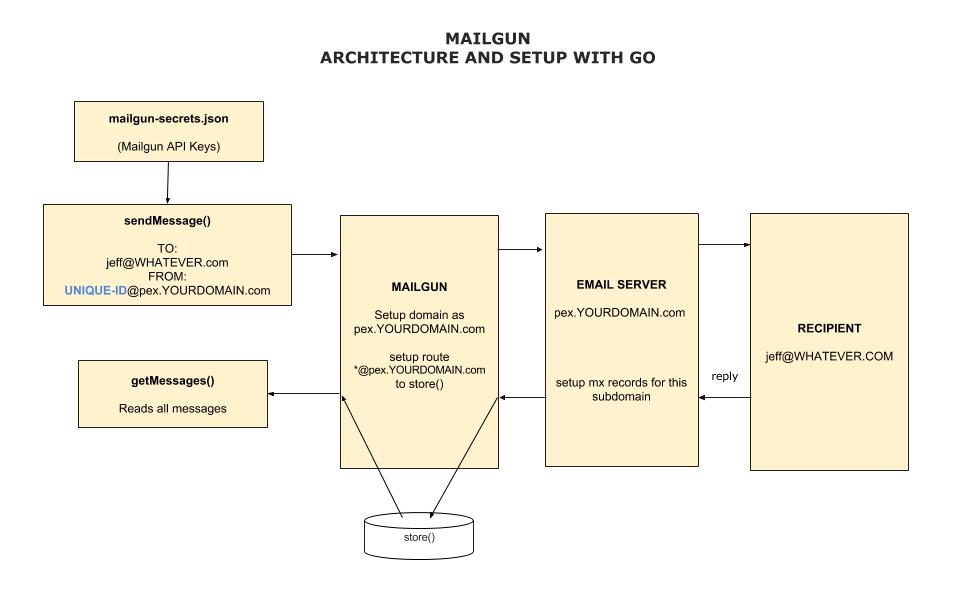 MAILGUN
ARCHITECTURE AND SETUP WITH GO
mailgun-secrets.json
(Mailgun API Keys)
sendMessage()
TO:
jeff@WHATEVER.com
FROM:
UNIQUE-ID@pex.YOURDOMAIN.com
getMessages()
Reads all messages
MAILGUN
Setup domain as
pex.YOURDOMAIN.com
setup route
*@pex.YOURDOMAIN.com
to store()
EMAIL SERVER
pex.YOURDOMAIN.com
setup mx records for this
subdomain
reply
RECIPIENT
jeff@WHATEVER.COM
store()